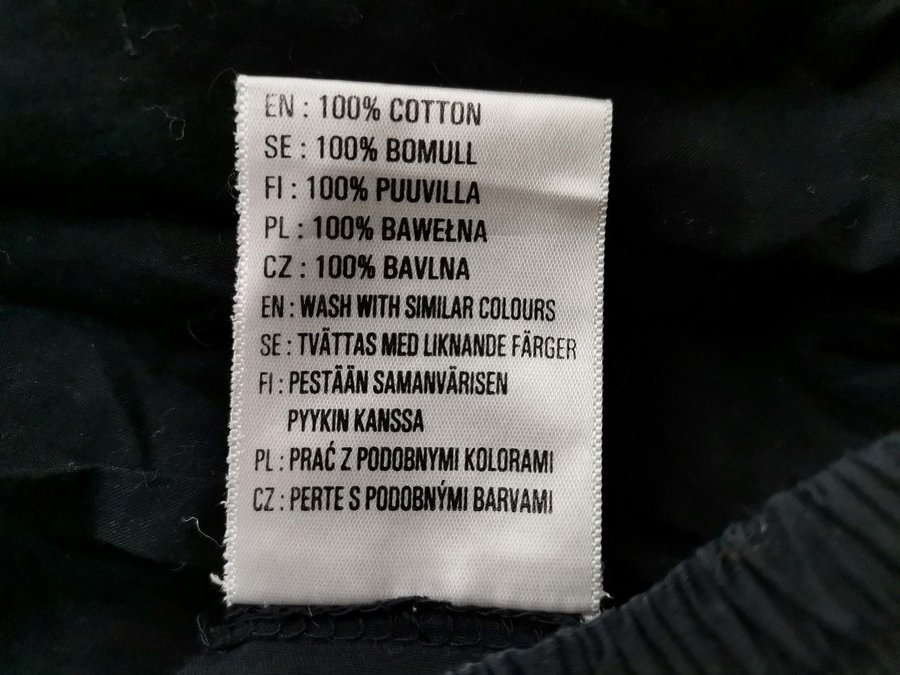 EN : 100% COTTON
SE : 100% BOMULL
FI : 100% PUUVILLA
PL : 100% BAWEŁNA
CZ : 100% BAVLNA
EN : WASH WITH SIMILAR COLOURS
SE : TVÄTTAS MED LIKNANDE FÄRGER
FI : PESTÄÄN SAMANVÄRISEN
PYYKIN KANSSA
PL : PRAĆ Z PODOBNYMI KOLORAMI
CZ : PERTE S PODOBNÝMI BARVAMI